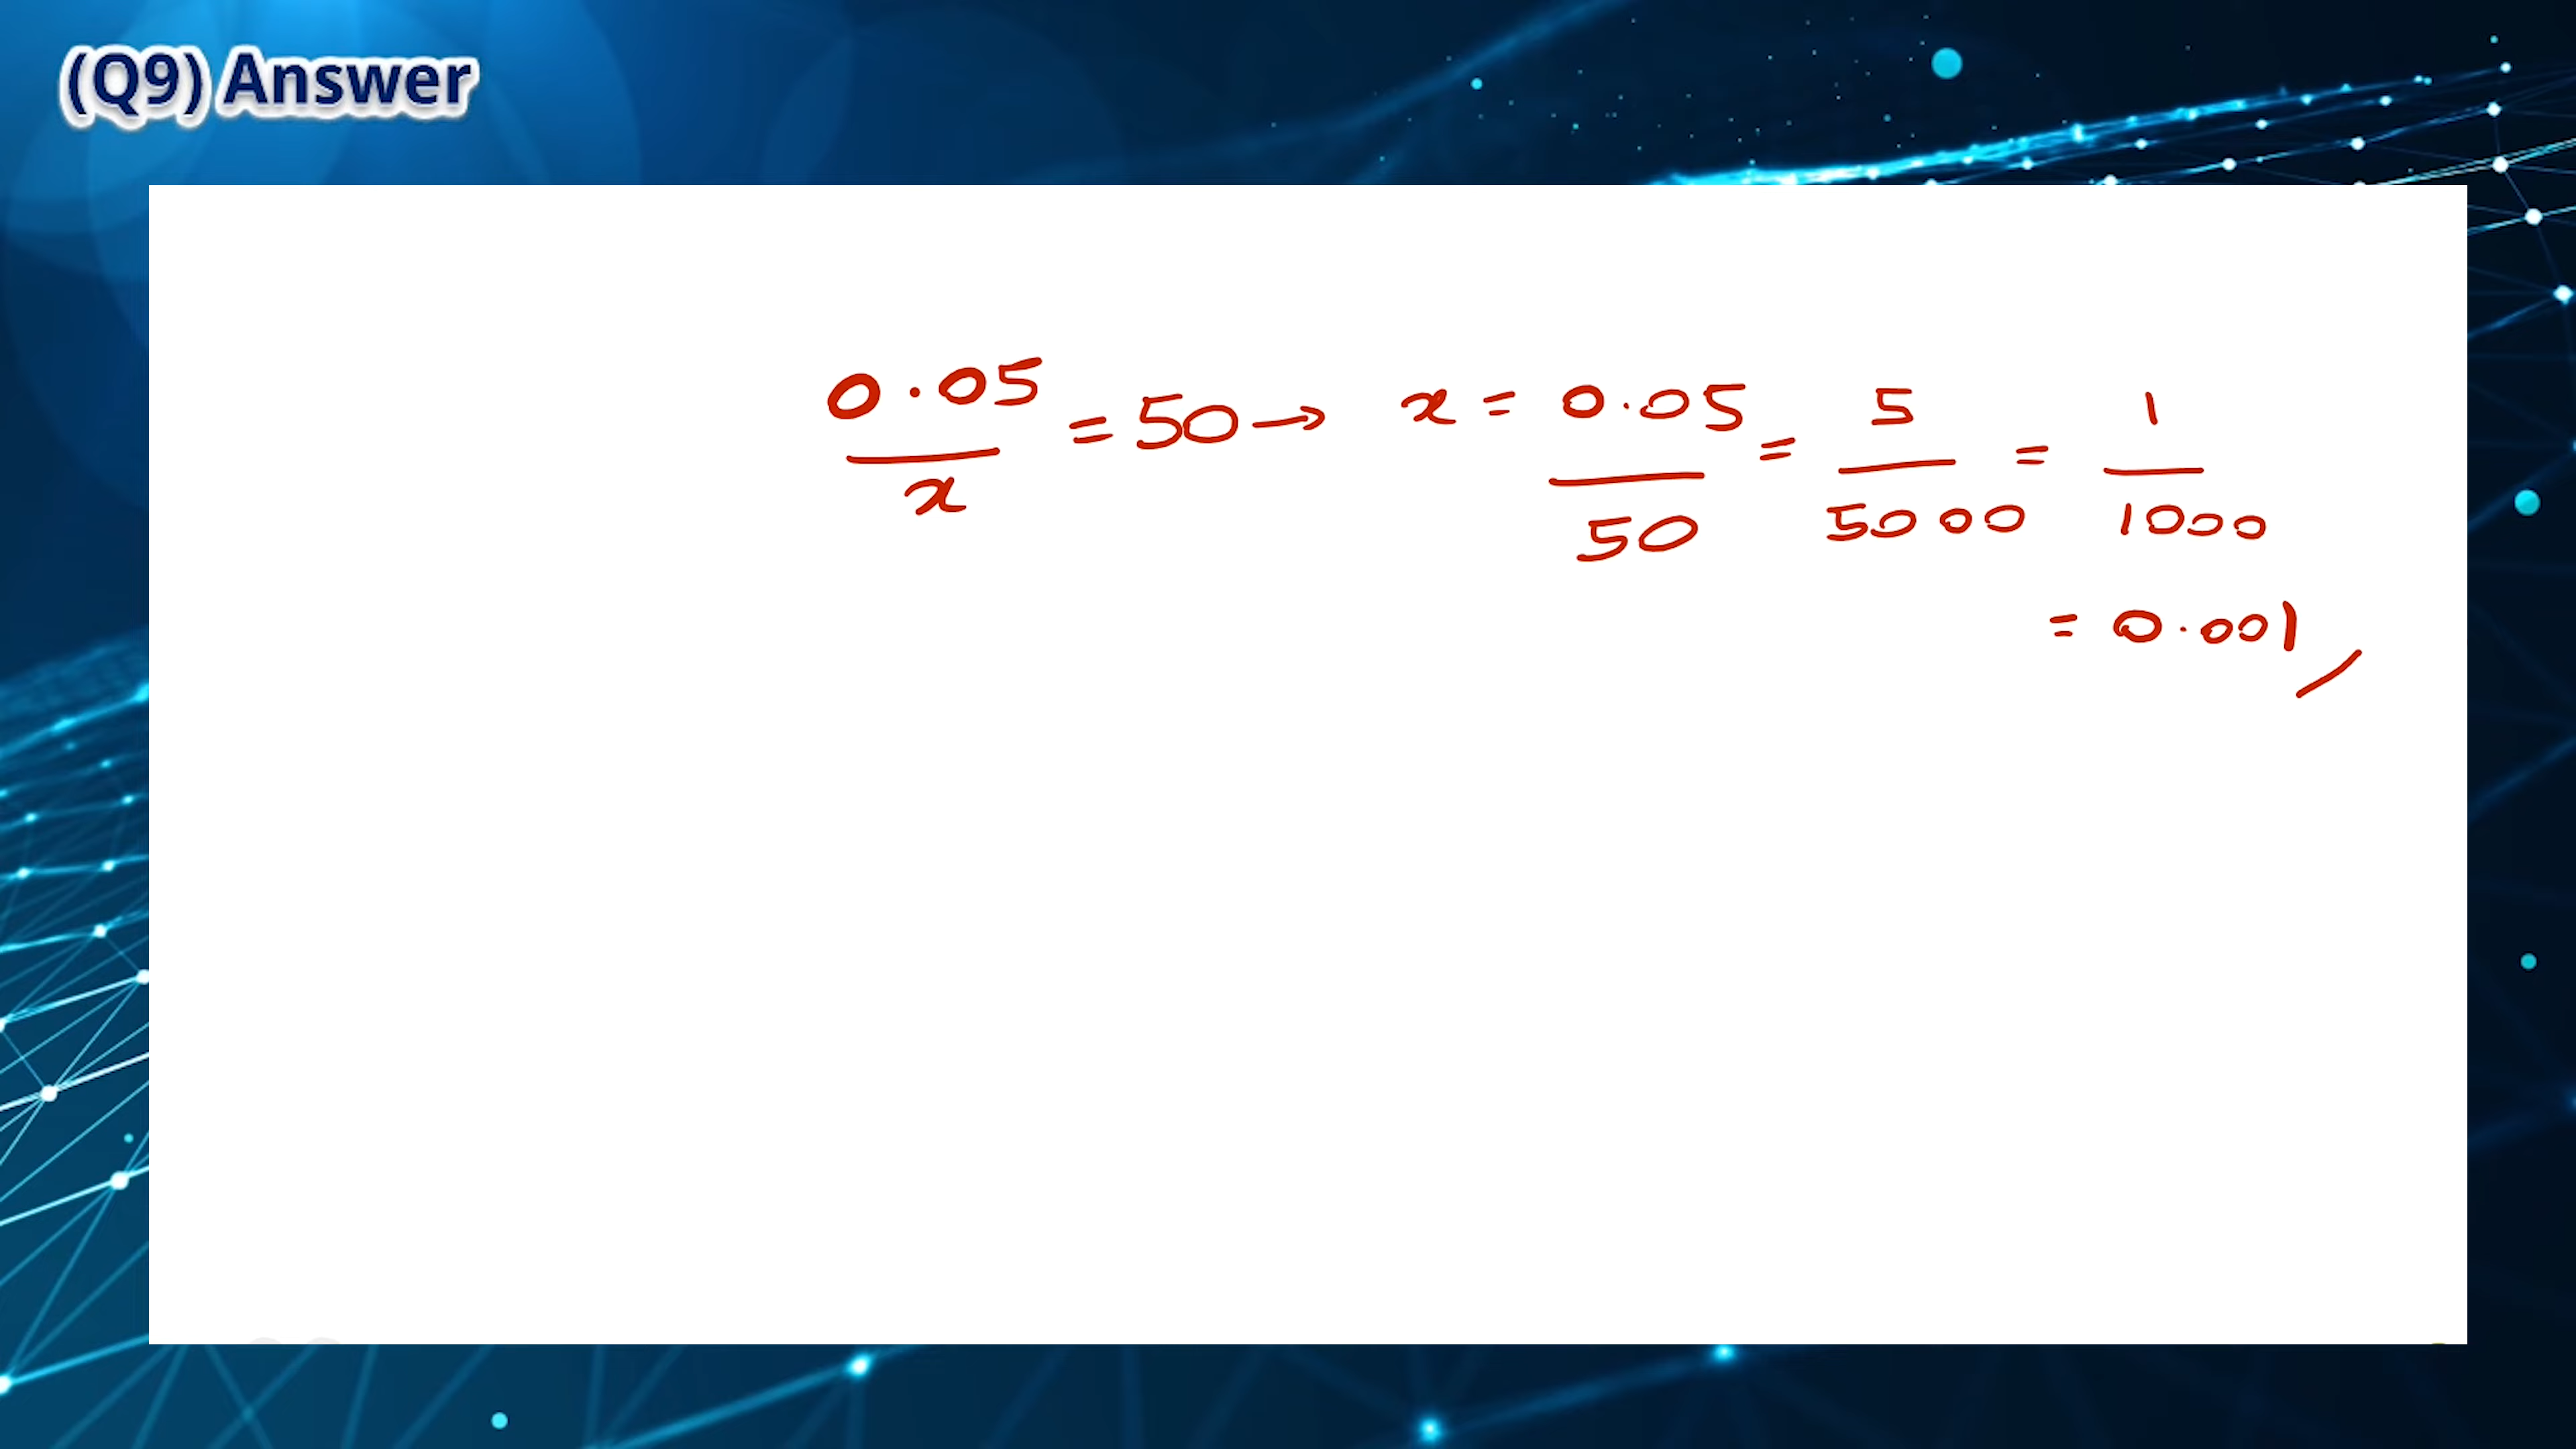 (Q9) Answer
0.05/x = 50 → x = 0.05/50 = 5/5000 = 1/1000
= 0.001/